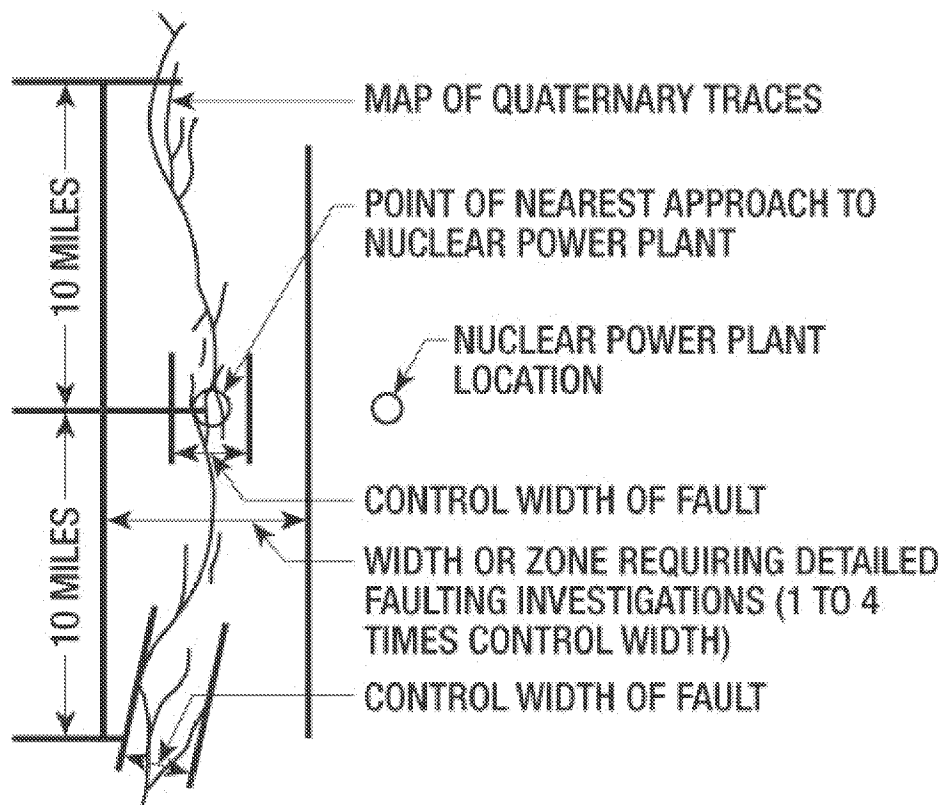 MAP OF QUATERNARY TRACES
10 MILES
POINT OF NEAREST APPROACH TO
NUCLEAR POWER PLANT
NUCLEAR POWER PLANT
LOCATION
CONTROL WIDTH OF FAULT
10 MILES
WIDTH OR ZONE REQUIRING DETAILED
FAULTING INVESTIGATIONS (1 TO 4
TIMES CONTROL WIDTH)
CONTROL WIDTH OF FAULT